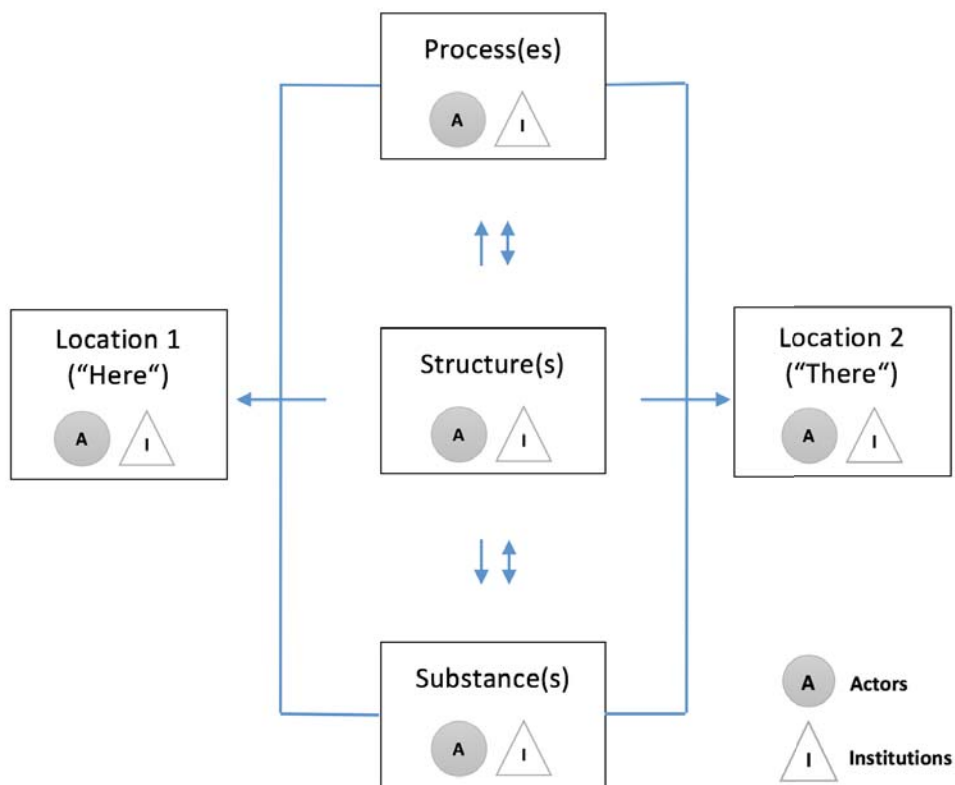 Process(es)
A I
Location 1
(“Here“)
A I
Structure(s)
A I
Location 2
(“There“)
A I
Substance(s)
A I
A Actors
I Institutions